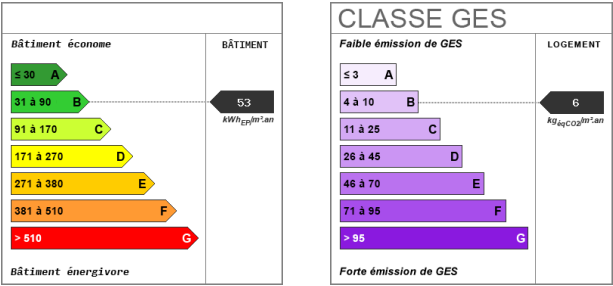 Bâtiment économe
BÂTIMENT
≤ 30 A
31 à 90 B
53
kWhEP/m².an
91 à 170 C
171 à 270 D
271 à 380 E
381 à 510 F
> 510 G
Bâtiment énergivore
CLASSE GES
Faible émission de GES
LOGEMENT
≤ 3 A
4 à 10 B
6
kgéqCO2/m².an
11 à 25 C
26 à 45 D
46 à 70 E
71 à 95 F
> 95 G
Forte émission de GES